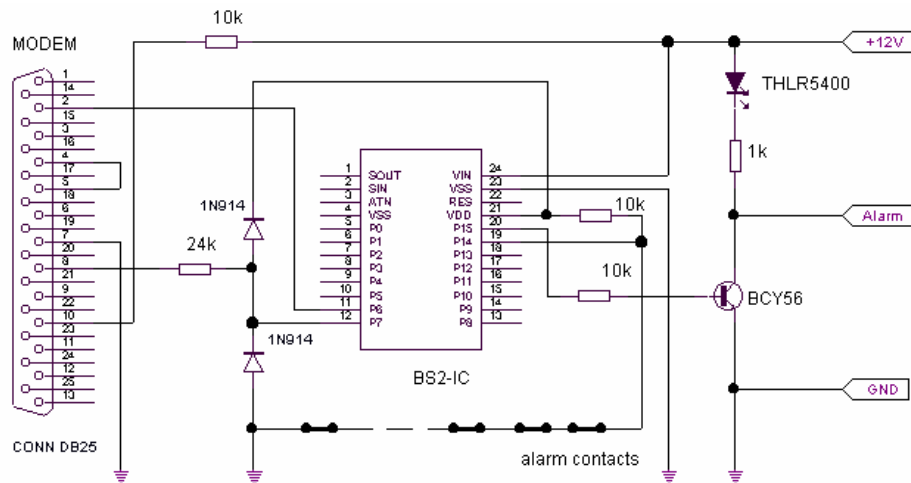 10k
MODEM
+12V
THLR5400
1k
Alarm
BCY56
GND
1
14
2
15
3
16
4
17
5
18
6
19
7
20
8
21
9
22
10
23
11
24
12
25
13
CONN DB25
1N914
24k
1N914
1 SOUT VIN 24
2 SIN VSS 23
3 ATN RES 22
4 VSS VDD 21
5 P0 P15 20
6 P1 P14 19
7 P2 P13 18
8 P3 P12 17
9 P4 P11 16
10 P5 P10 15
11 P6 P9 14
12 P7 P8 13
BS2-IC
10k
10k
alarm contacts